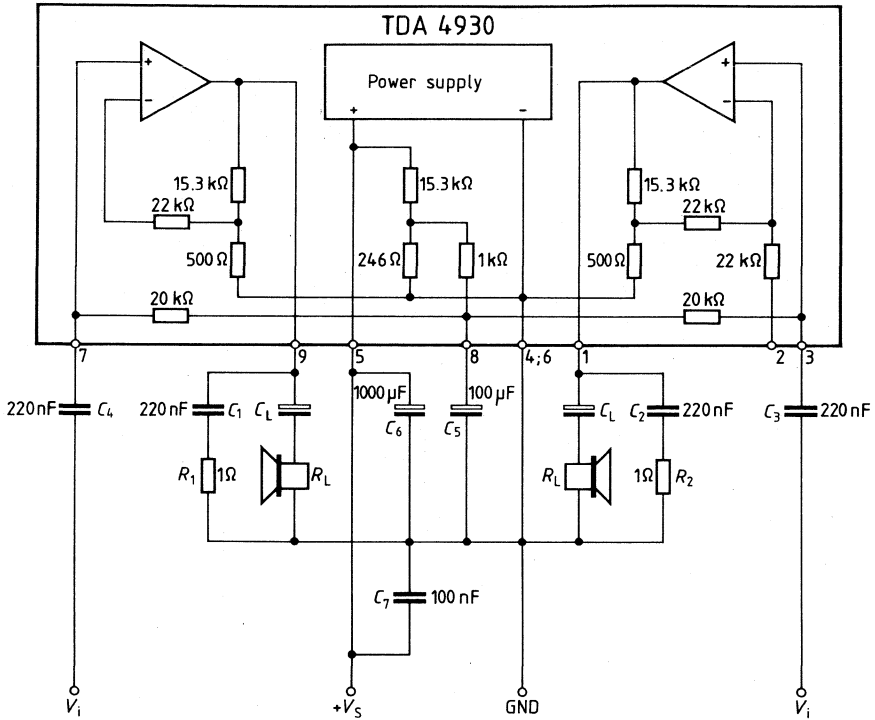 TDA 4930
+
Power supply
+
-
-
+ -
15.3 kΩ
15.3 kΩ
15.3 kΩ
22 kΩ
22 kΩ
500 Ω
246 Ω
1 kΩ
500 Ω
22 kΩ
20 kΩ
20 kΩ
7
9
5
8
4;6
1
2
3
220 nF
C4
220 nF
C1
CL
1000 µF
C6
100 µF
C5
CL
C2
220 nF
C3
220 nF
R1
1Ω
RL
RL
1Ω
R2
C7
100 nF
Vi
+VS
GND
Vi